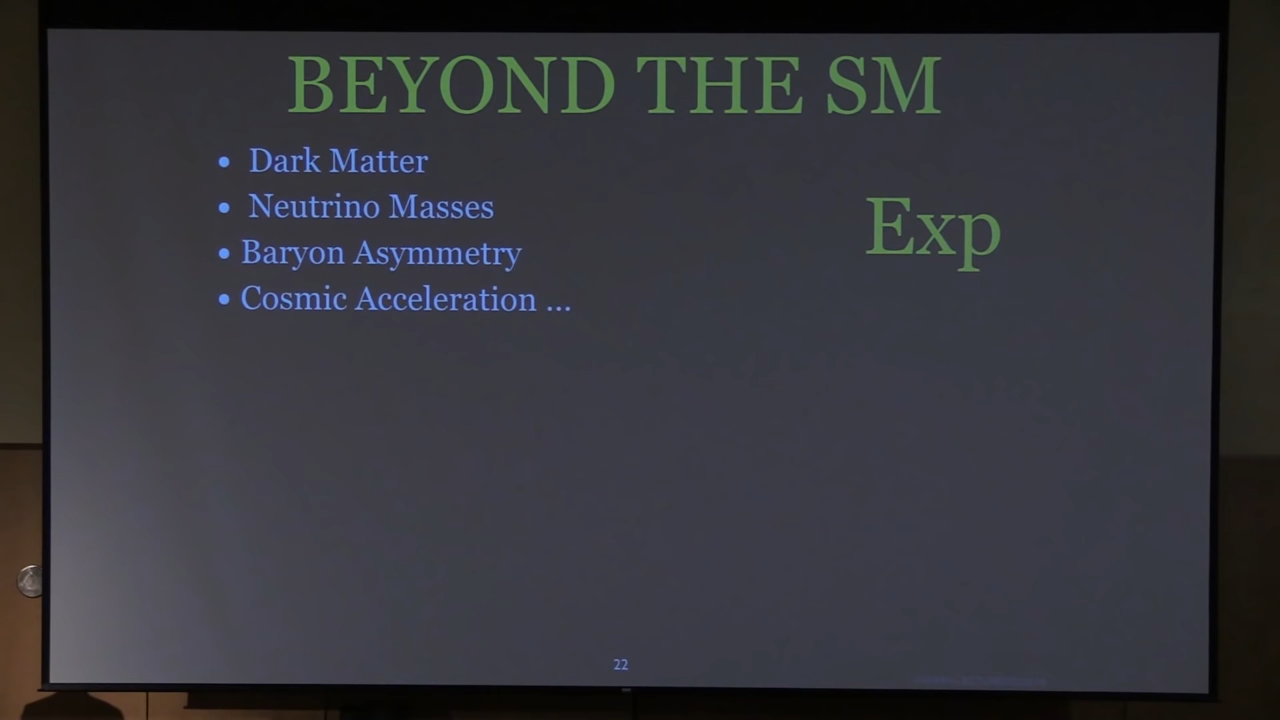 BEYOND THE SM
• Dark Matter
• Neutrino Masses
• Baryon Asymmetry
• Cosmic Acceleration ...
Exp
22